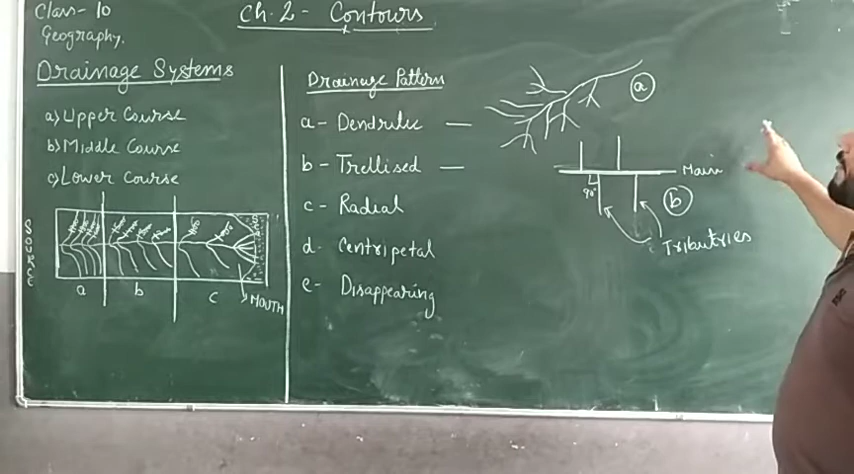 Class- 10
Geography.
Ch. 2 - Contours
Drainage Systems
a) Upper Course
b) Middle Course
c) Lower Course
SOURCE
a
b
c
MOUTH
Drainage Pattern
a - Dendritic —
b - Trellised —
c - Radial
d - Centripetal
e - Disappearing
a
Main
90°
b
Tributries